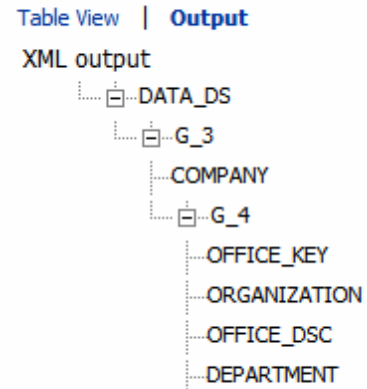 Table View | Output
XML output
DATA_DS
G_3
COMPANY
G_4
OFFICE_KEY
ORGANIZATION
OFFICE_DSC
DEPARTMENT